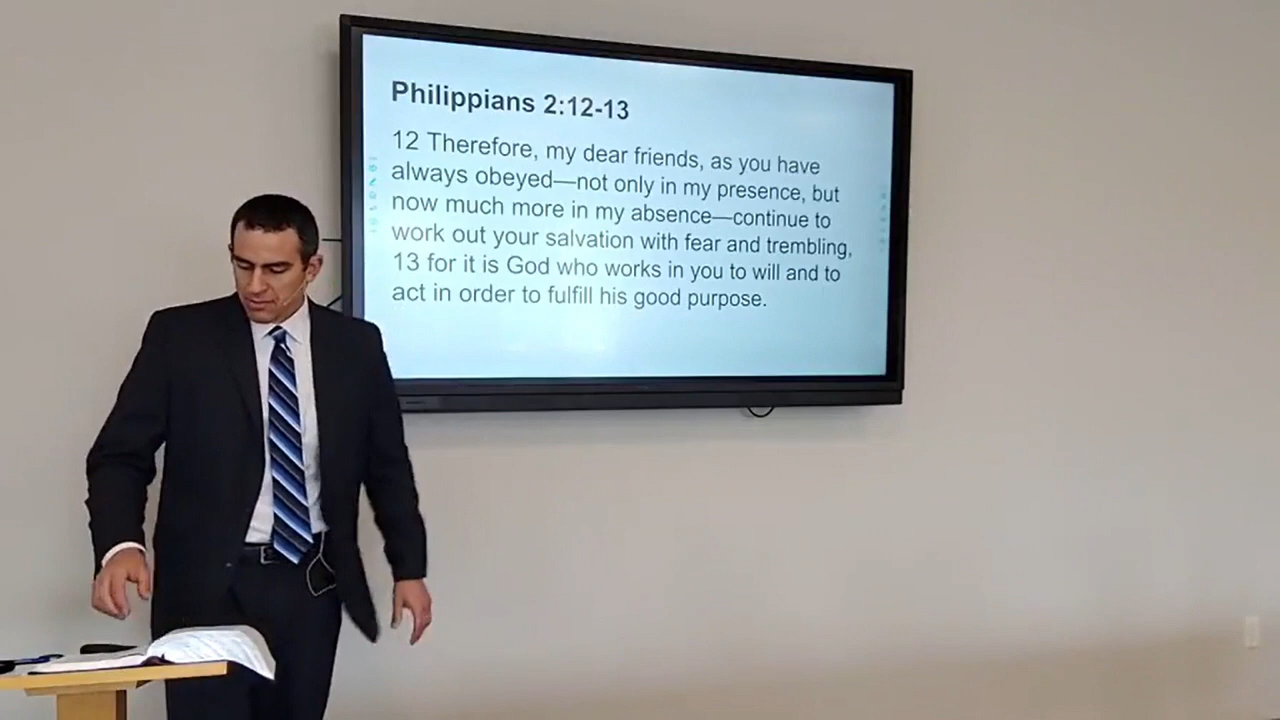 Philippians 2:12-13
12 Therefore, my dear friends, as you have
always obeyed—not only in my presence, but
now much more in my absence—continue to
work out your salvation with fear and trembling,
13 for it is God who works in you to will and to
act in order to fulfill his good purpose.